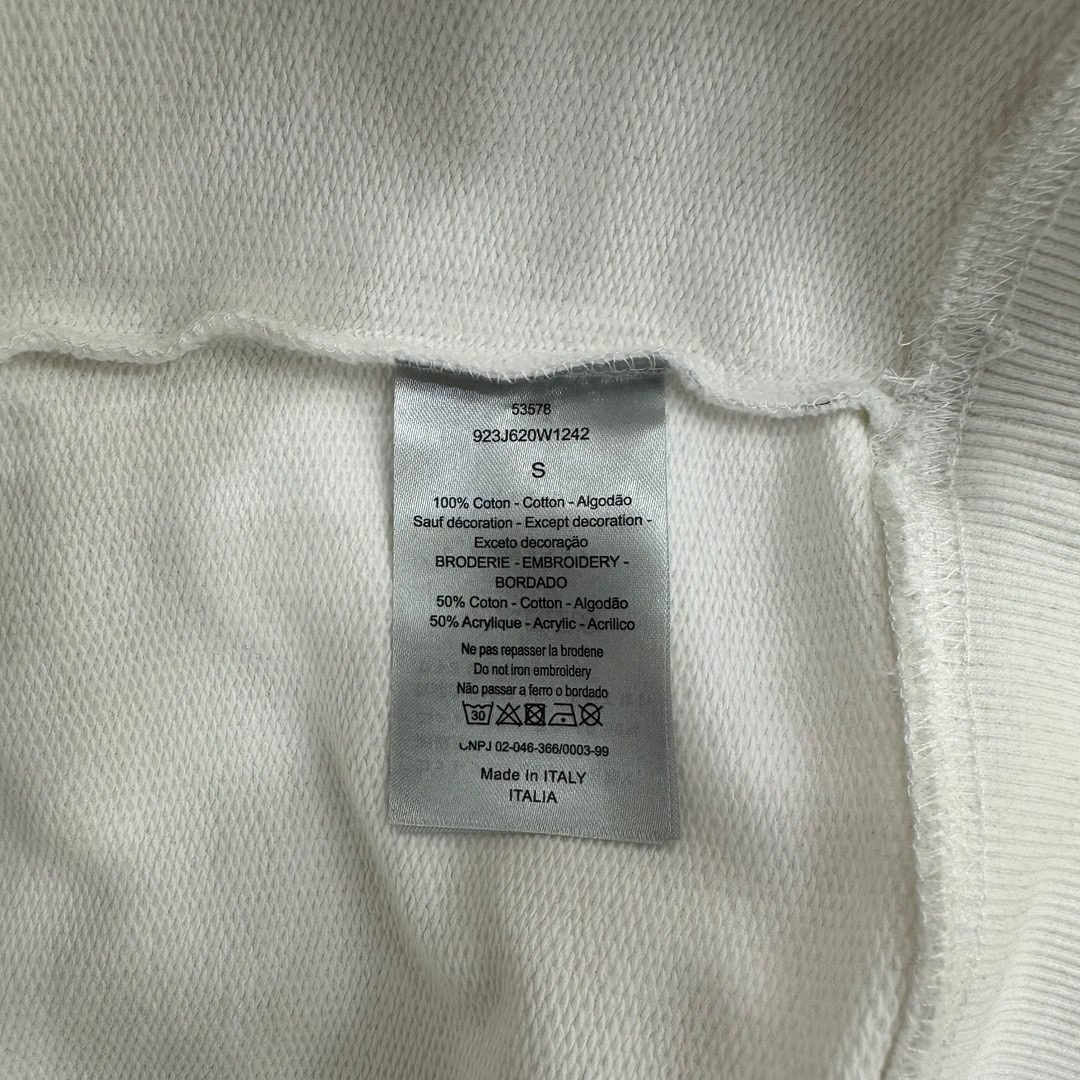 53578
923J620W1242
S
100% Coton - Cotton - Algodão
Sauf décoration - Except decoration -
Exceto decoração
BRODERIE - EMBROIDERY -
BORDADO
50% Coton - Cotton - Algodão
50% Acrylique - Acrylic - Acrilico
Ne pas repasser la brodene
Do not iron embroidery
Não passar a ferro o bordado
30
CNPJ 02-046-366/0003-99
Made In ITALY
ITALIA